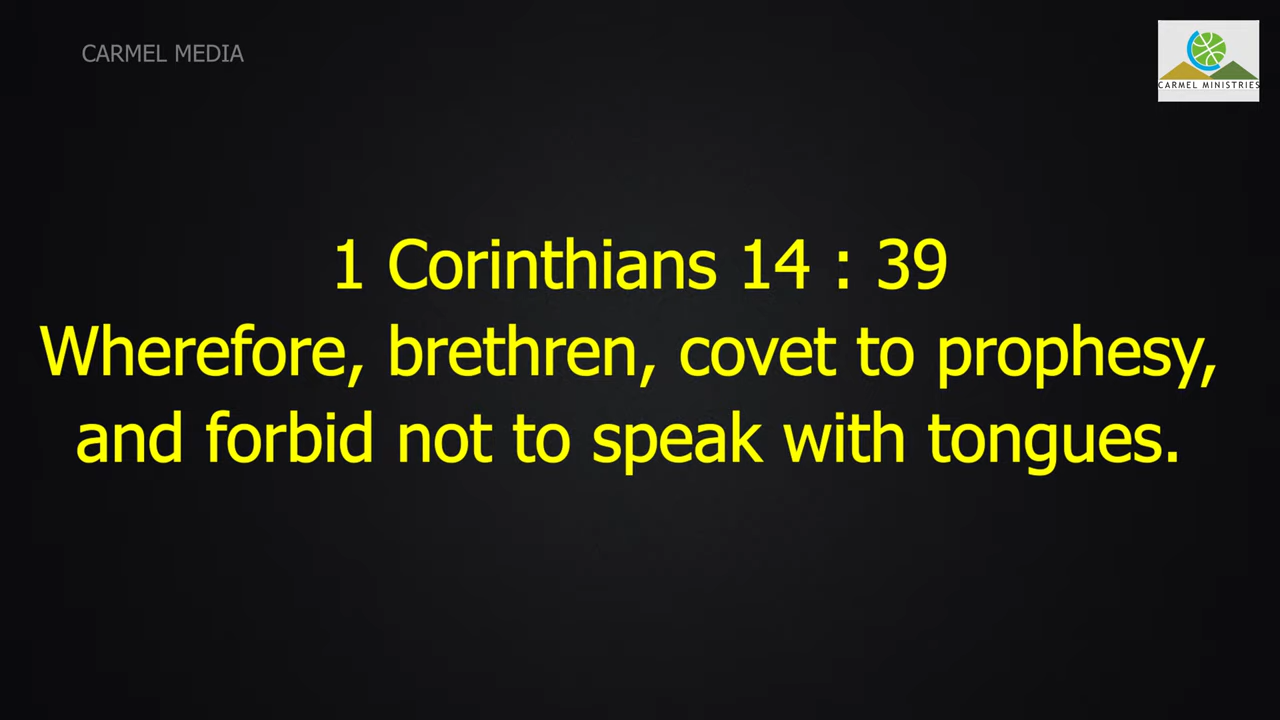 CARMEL MEDIA
CARMEL MINISTRIES
1 Corinthians 14 : 39
Wherefore, brethren, covet to prophesy,
and forbid not to speak with tongues.